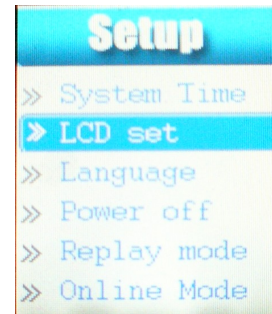 Setup
» System Time
» LCD set
» Language
» Power off
» Replay mode
» Online Mode